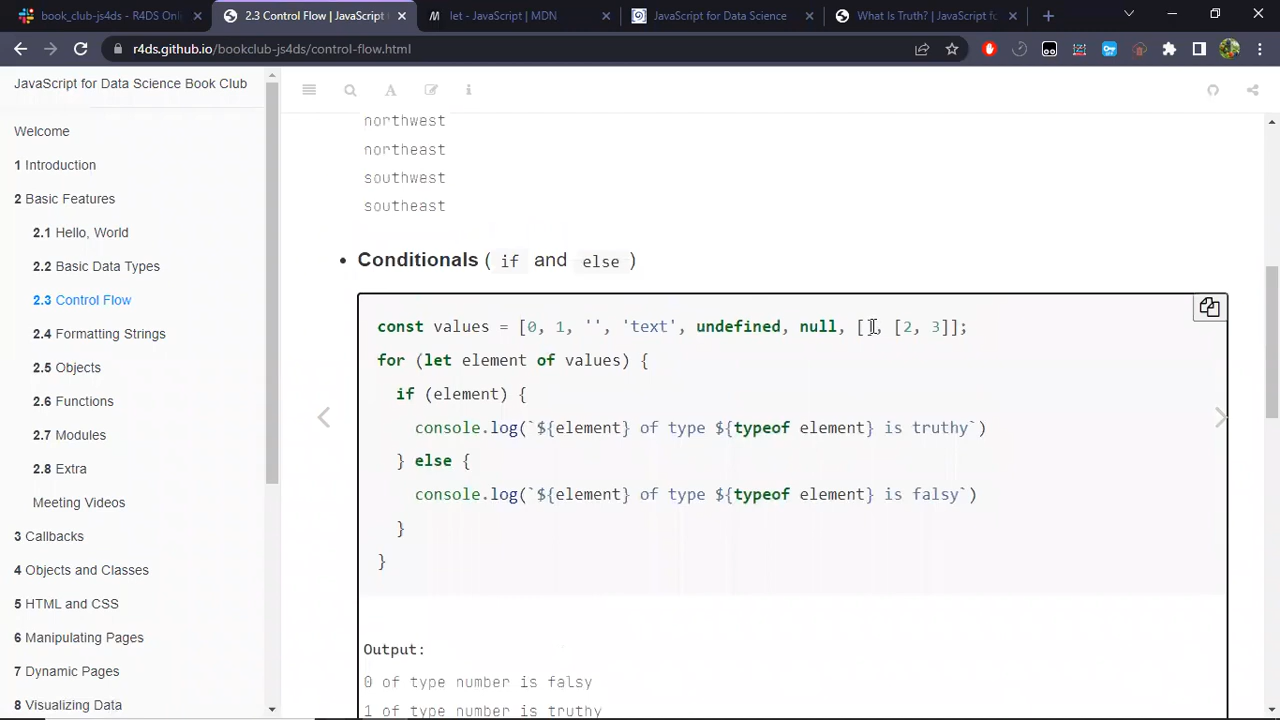 book_club-js4ds - R4DS Onl
2.3 Control Flow | JavaScript f
let - JavaScript | MDN
JavaScript for Data Science
What Is Truth? | JavaScript fo
r4ds.github.io/bookclub-js4ds/control-flow.html
JavaScript for Data Science Book Club
Welcome
1 Introduction
2 Basic Features
2.1 Hello, World
2.2 Basic Data Types
2.3 Control Flow
2.4 Formatting Strings
2.5 Objects
2.6 Functions
2.7 Modules
2.8 Extra
Meeting Videos
3 Callbacks
4 Objects and Classes
5 HTML and CSS
6 Manipulating Pages
7 Dynamic Pages
8 Visualizing Data
northwest
northeast
southwest
southeast
• Conditionals ( if and else )
const values = [0, 1, '', 'text', undefined, null, [], [2, 3]];
for (let element of values) {
if (element) {
console.log(`${element} of type ${typeof element} is truthy`)
} else {
console.log(`${element} of type ${typeof element} is falsy`)
}
}
Output:
0 of type number is falsy
1 of type number is truthy